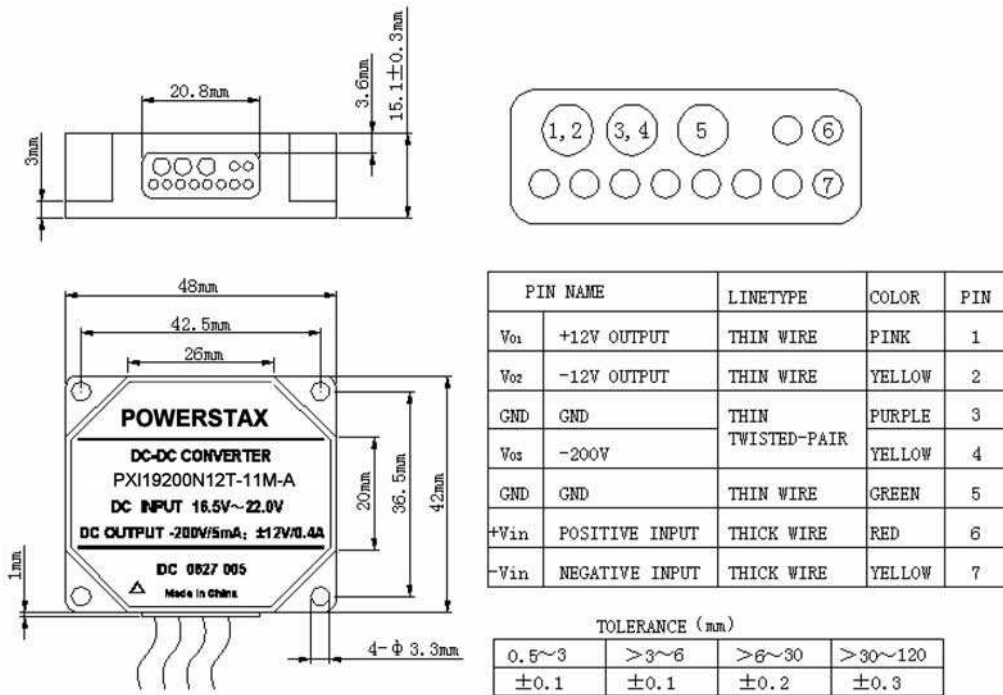 20.8mm
3.6mm
15.1±0.3mm
3mm
1,2 3,4 5 6
7
48mm
42.5mm
26mm
POWERSTAX
DC-DC CONVERTER
PXI19200N12T-11M-A
DC INPUT 16.5V～22.0V
DC OUTPUT -200V/5mA; ±12V/0.4A
DC 0627 005
Made in China
20mm
36.5mm
42mm
1mm
4-Φ3.3mm
PIN NAME LINETYPE COLOR PIN
Vo1 +12V OUTPUT THIN WIRE PINK 1
Vo2 -12V OUTPUT THIN WIRE YELLOW 2
GND GND THIN TWISTED-PAIR PURPLE 3
Vo3 -200V YELLOW 4
GND GND THIN WIRE GREEN 5
+Vin POSITIVE INPUT THICK WIRE RED 6
-Vin NEGATIVE INPUT THICK WIRE YELLOW 7
TOLERANCE (mm)
0.5～3 >3～6 >6～30 >30～120
±0.1 ±0.1 ±0.2 ±0.3